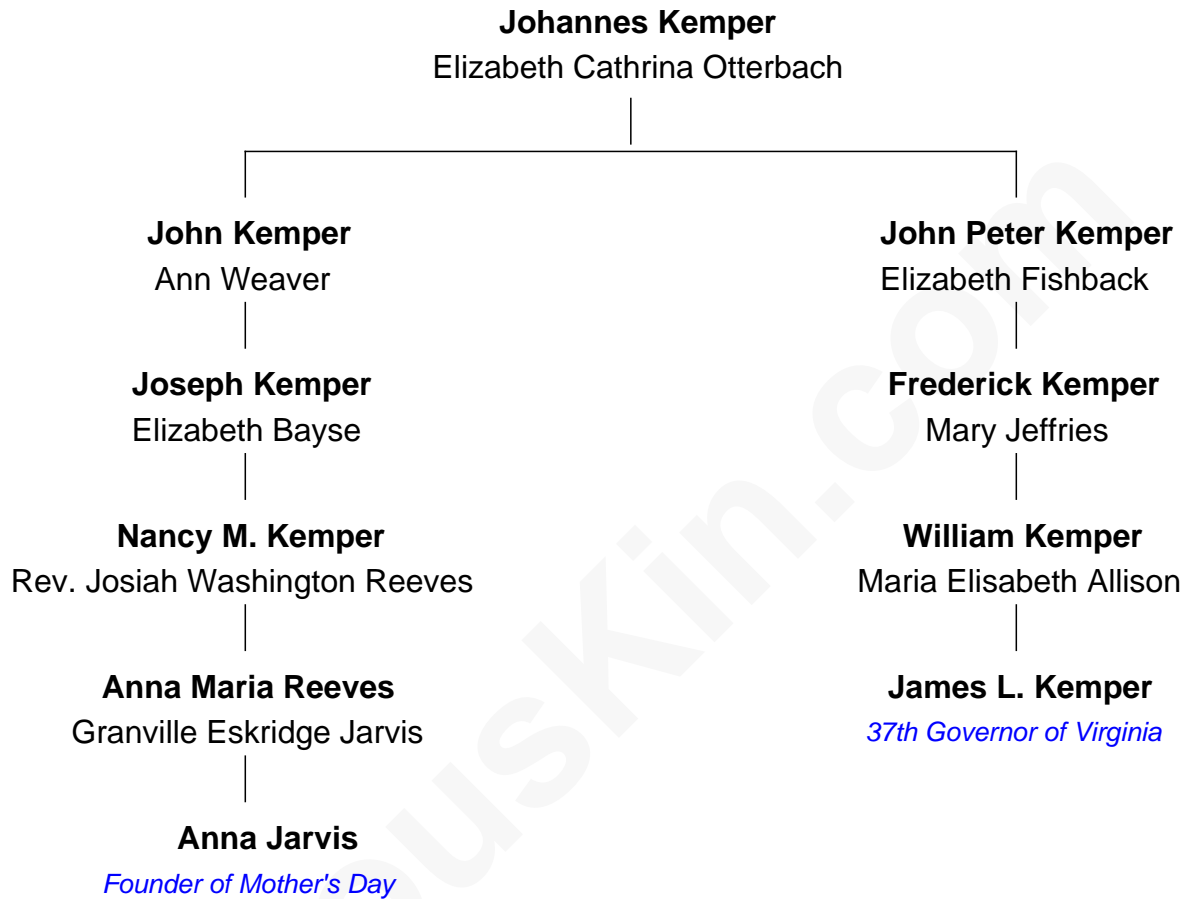 Johannes Kemper
Elizabeth Cathrina Otterbach
John Kemper
Ann Weaver
John Peter Kemper
Elizabeth Fishback
Joseph Kemper
Elizabeth Bayse
Frederick Kemper
Mary Jeffries
Nancy M. Kemper
Rev. Josiah Washington Reeves
William Kemper
Maria Elisabeth Allison
Anna Maria Reeves
Granville Eskridge Jarvis
James L. Kemper
37th Governor of Virginia
Anna Jarvis
Founder of Mother's Day
ousKin.com